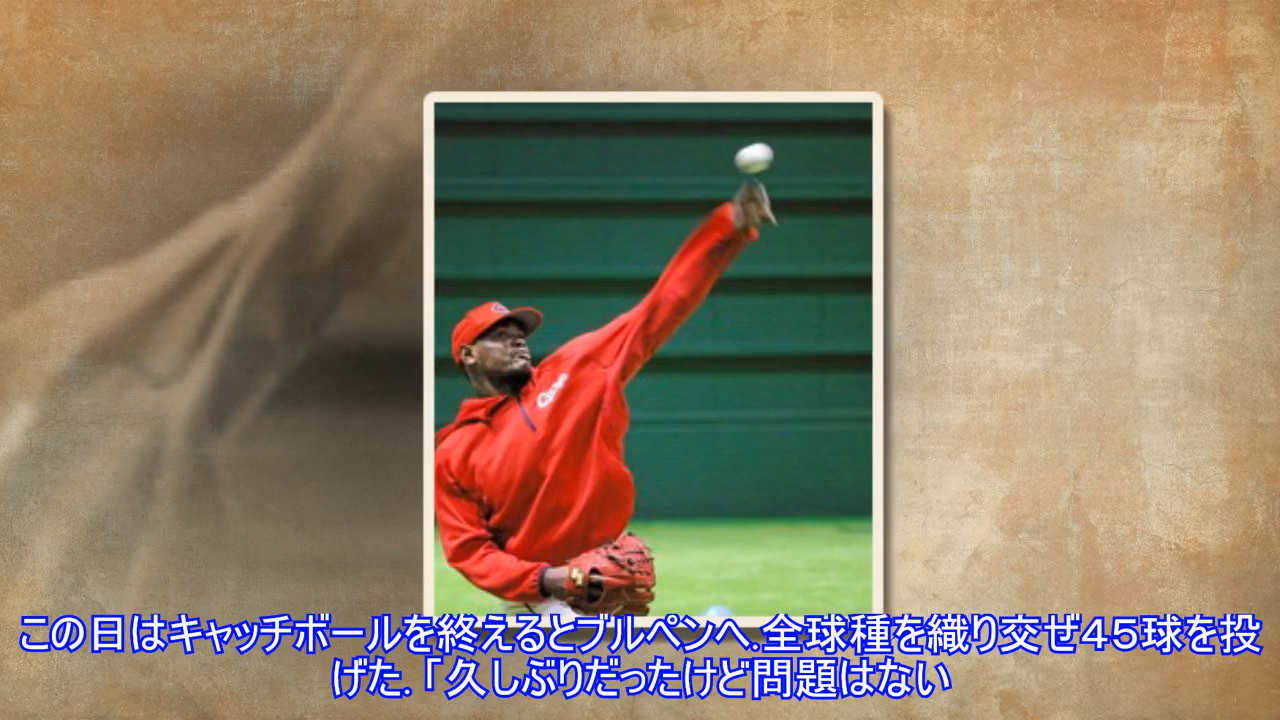 この日はキャッチボールを終えるとブルペンへ.全球種を織り交ぜ４５球を投
げた.「久しぶりだったけど問題はない